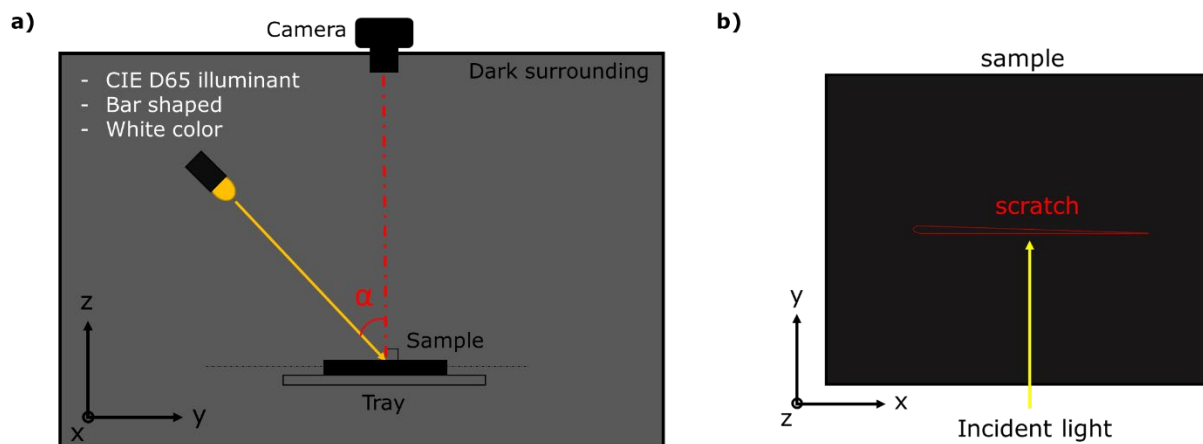 a)
Camera
Dark surrounding
- CIE D65 illuminant
- Bar shaped
- White color
α
Sample
Tray
z
y
x
b)
sample
scratch
y
x
z
Incident light